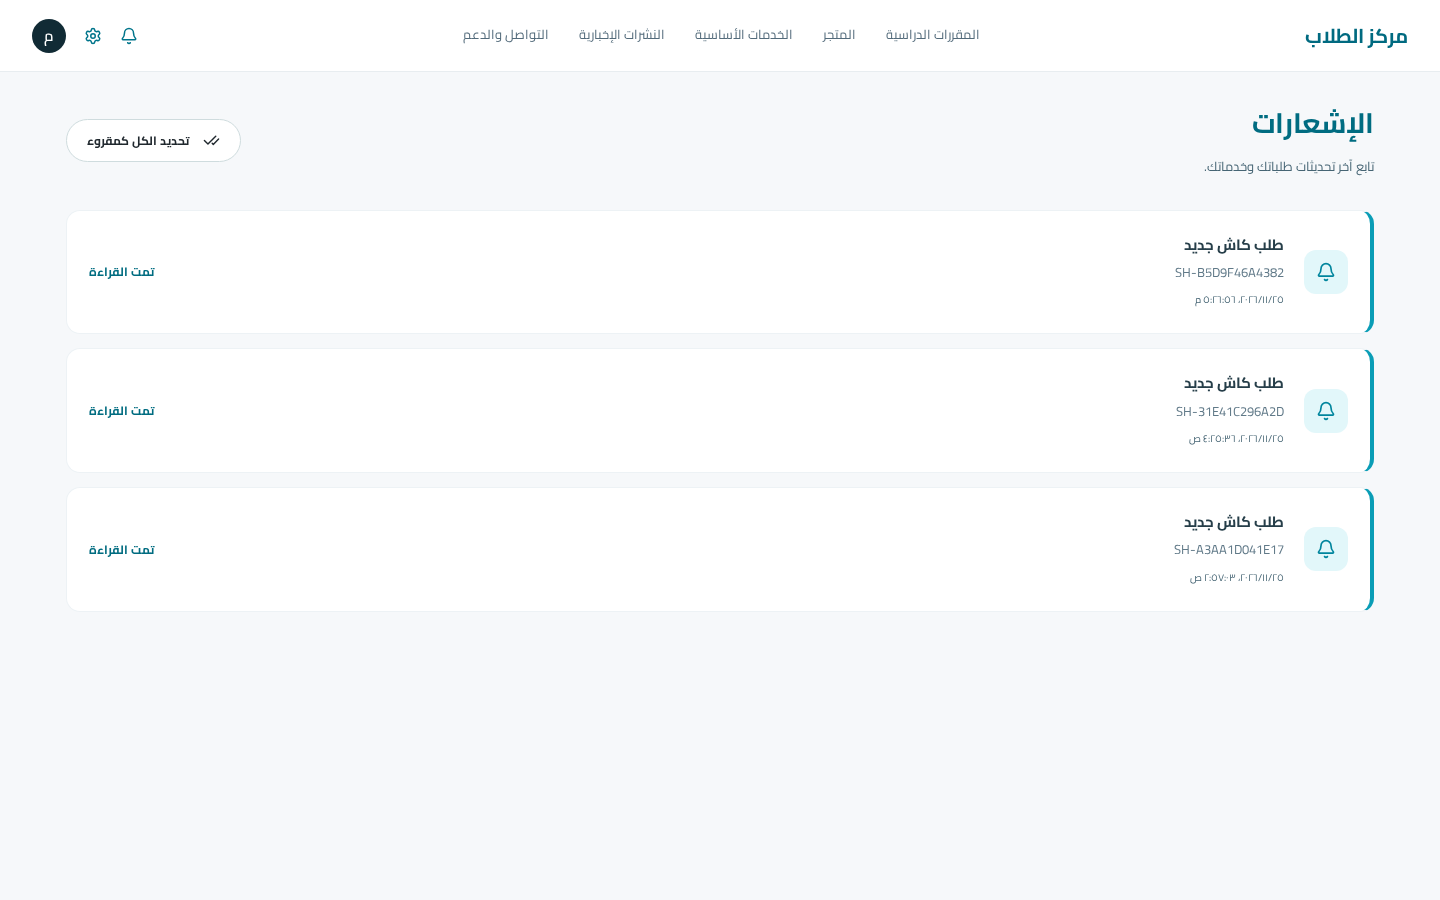 مركز الطلاب
المقررات الدراسية
المتجر
الخدمات الأساسية
النشرات الإخبارية
التواصل والدعم
م
الإشعارات
تابع آخر تحديثات طلباتك وخدماتك.
تحديد الكل كمقروء
طلب كاش جديد
SH-B5D9F46A4382
٢٥‏/١١‏/٢٠٢٦، ٥:٢٦:٥٦ م
تمت القراءة
طلب كاش جديد
SH-31E41C296A2D
٢٥‏/١١‏/٢٠٢٦، ٤:٢٥:٣٦ ص
تمت القراءة
طلب كاش جديد
SH-A3AA1D041E17
٢٥‏/١١‏/٢٠٢٦، ٢:٥٧:٠٣ ص
تمت القراءة